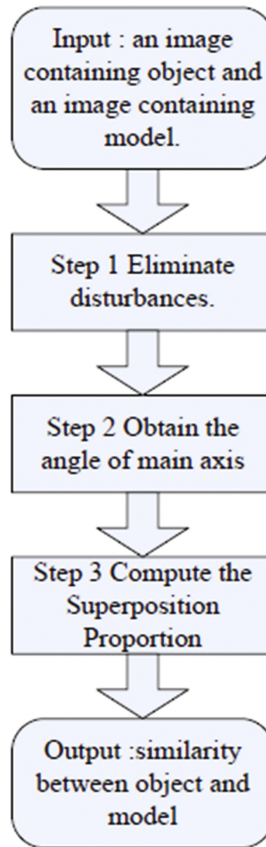 Input : an image
containing object and
an image containing
model.
Step 1 Eliminate
disturbances.
Step 2 Obtain the
angle of main axis
Step 3 Compute the
Superposition
Proportion
Output :similarity
between object and
model